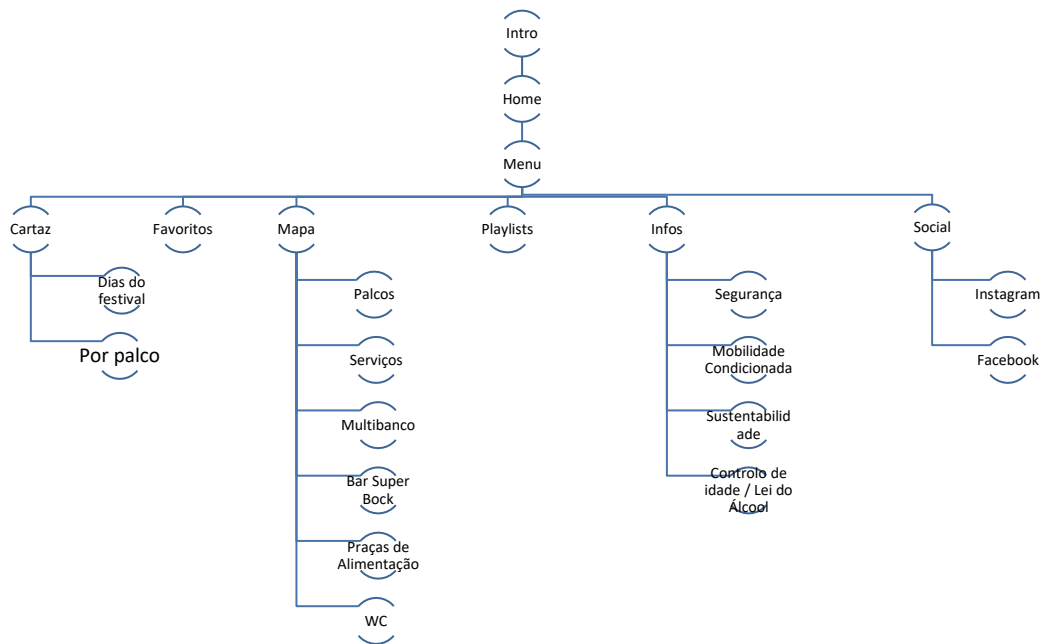 Intro
Home
Menu
Cartaz
Favoritos
Mapa
Playlists
Infos
Social
Dias do
festival
Por palco
Palcos
Serviços
Multibanco
Bar Super
Bock
Praças de
Alimentação
WC
Segurança
Mobilidade
Condicionada
Sustentabilid
ade
Controlo de
idade / Lei do
Álcool
Instagram
Facebook